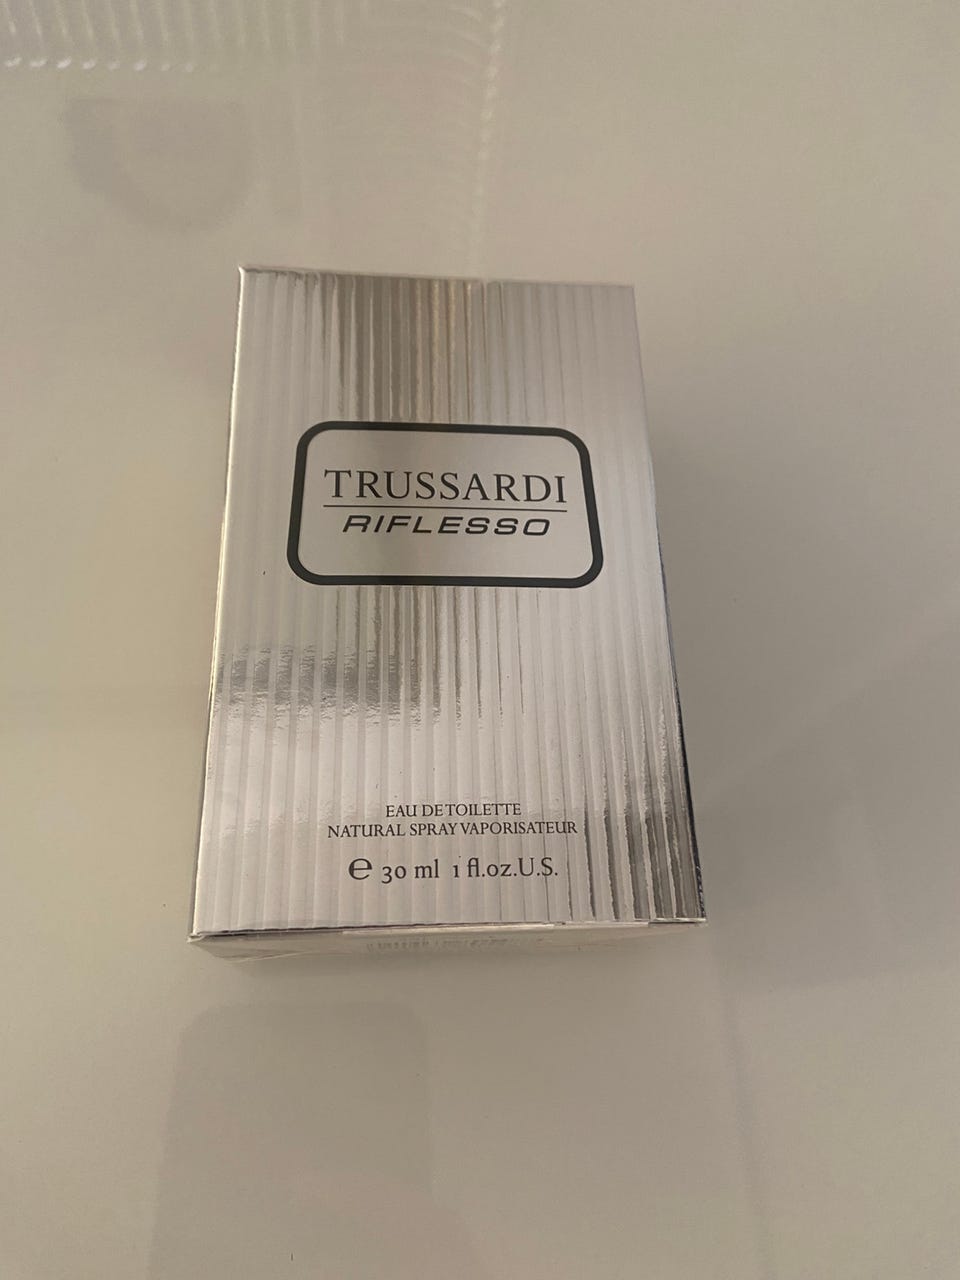 TRUSSARDI
RIFLESSO
EAU DE TOILETTE
NATURAL SPRAY VAPORISATEUR
℮ 30 ml 1 fl.oz.U.S.